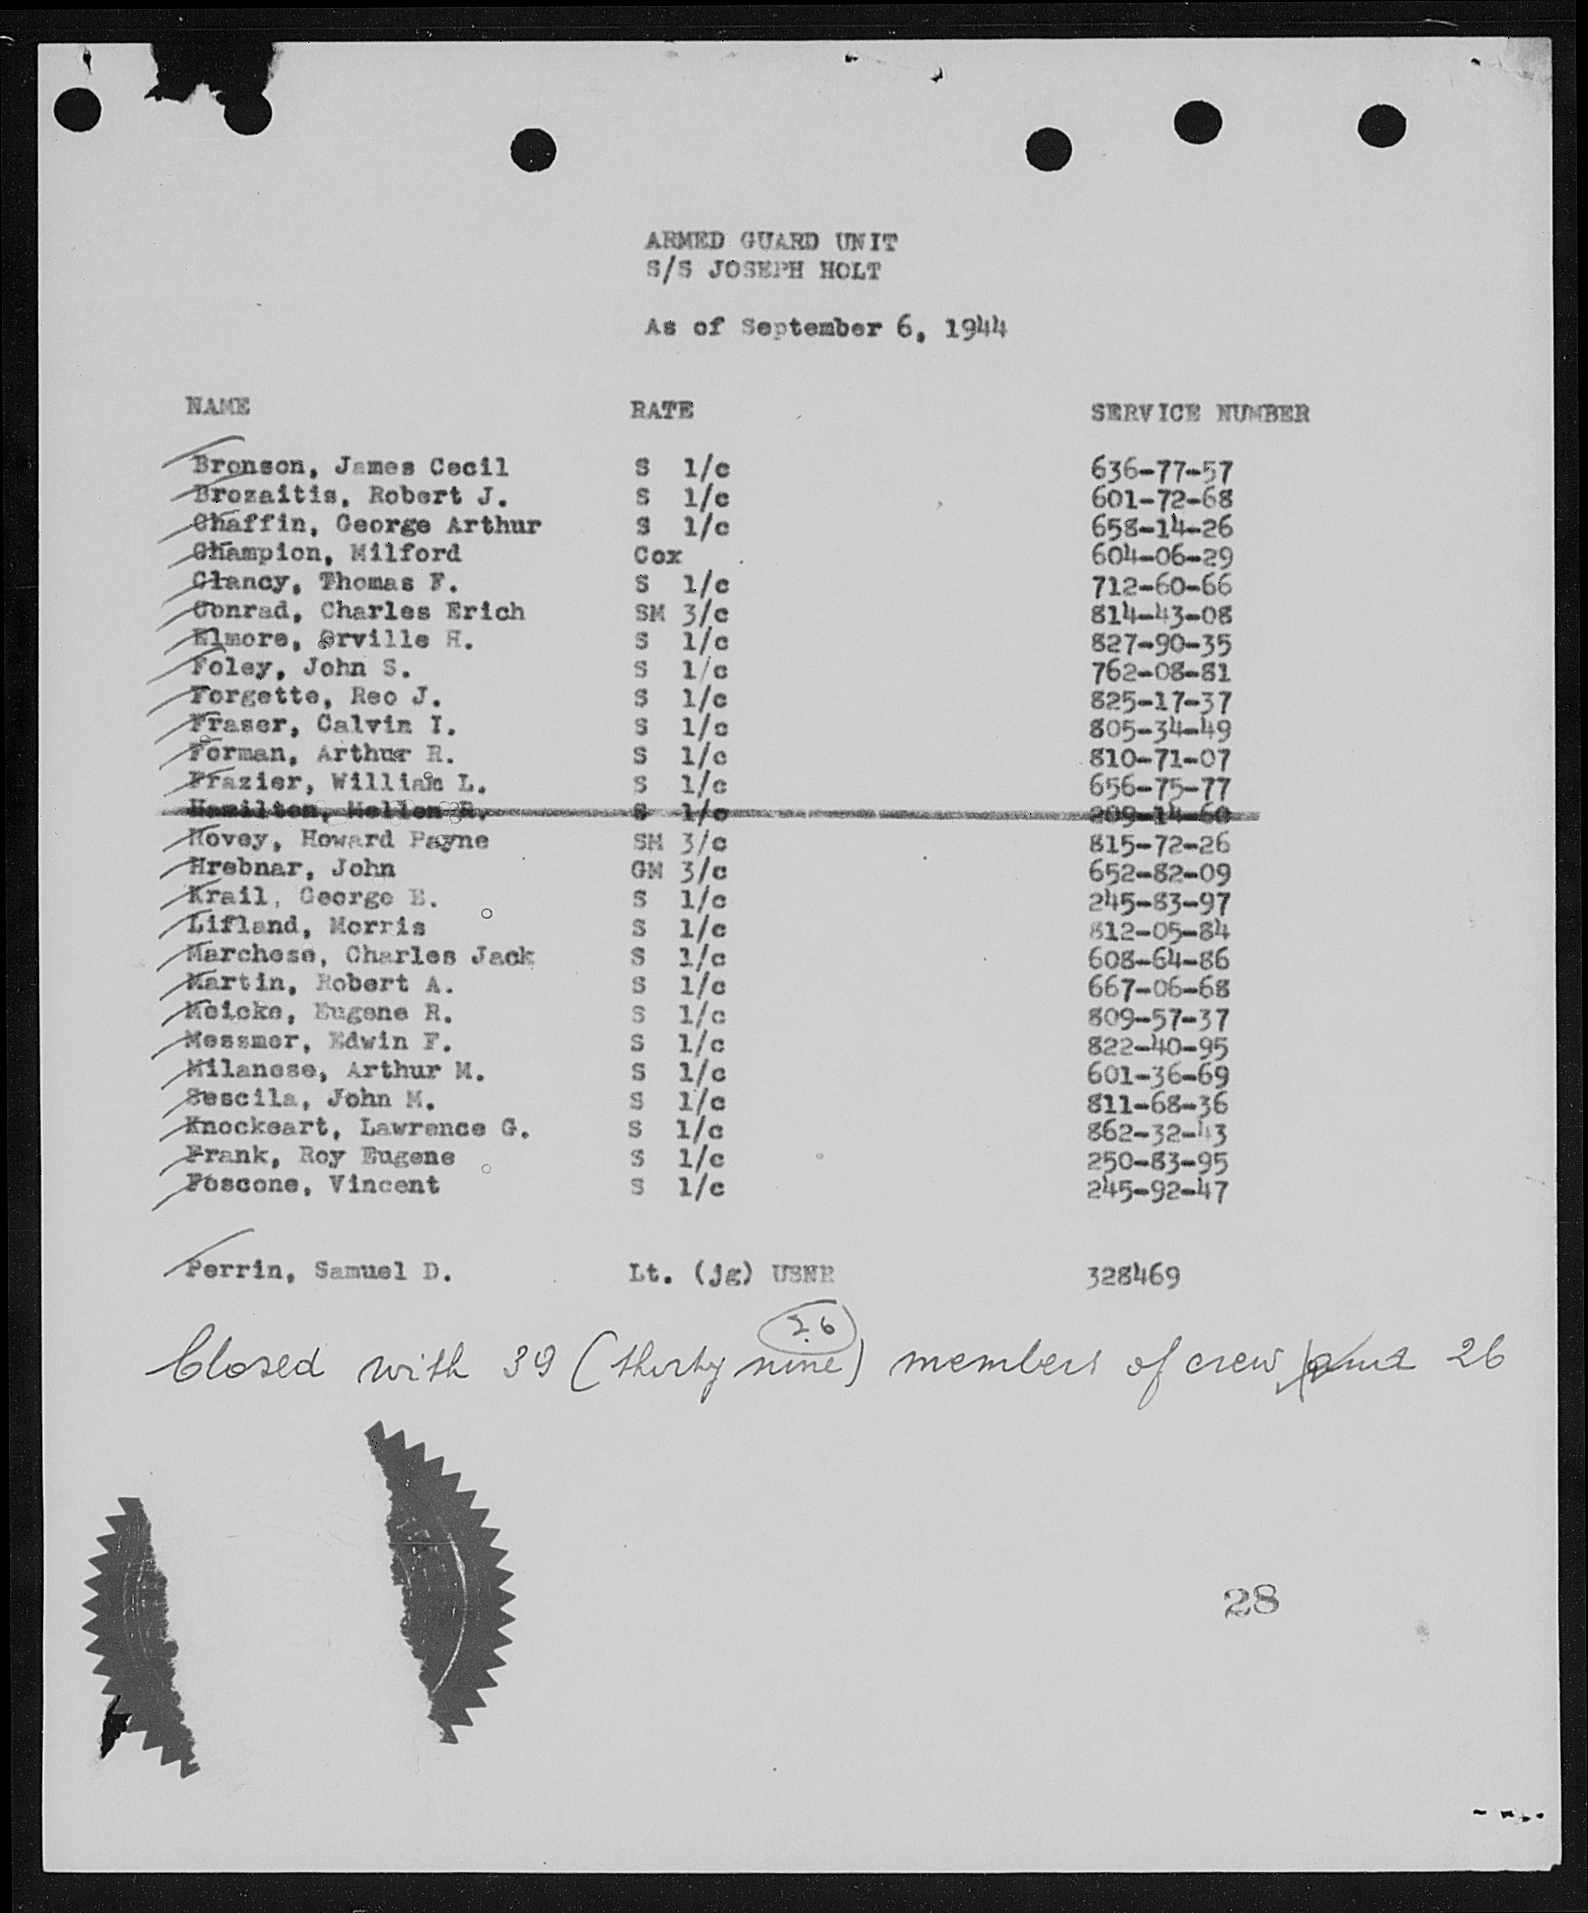 ARMED GUARD UNIT
S/S JOSEPH HOLT
As of September 6, 1944
NAME RATE SERVICE NUMBER
Bronson, James Cecil S 1/c 636-77-57
Brozaitis, Robert J. S 1/c 601-72-68
Chaffin, George Arthur S 1/c 658-14-26
Champion, Milford Cox 604-06-29
Clancy, Thomas F. S 1/c 712-60-66
Conrad, Charles Erich SM 3/c 814-43-08
Elmore, Orville H. S 1/c 827-90-35
Foley, John S. S 1/c 762-08-81
Forgette, Reo J. S 1/c 825-17-37
Fraser, Calvin I. S 1/c 805-34-49
Forman, Arthur R. S 1/c 810-71-07
Frazier, William L. S 1/c 656-75-77
Hamilton, Mellon R. S 1/c 209-14-60
Hovey, Howard Payne SM 3/c 815-72-26
Hrebnar, John GM 3/c 652-82-09
Krail, George E. S 1/c 245-83-97
Lifland, Morris S 1/c 812-05-84
Marchese, Charles Jack S 1/c 608-64-86
Martin, Robert A. S 1/c 667-06-68
Meicke, Eugene R. S 1/c 809-57-37
Messmer, Edwin F. S 1/c 822-40-95
Milanese, Arthur M. S 1/c 601-36-69
Sescila, John M. S 1/c 811-68-36
Knockeart, Lawrence G. S 1/c 862-32-43
Frank, Roy Eugene S 1/c 250-83-95
Foscone, Vincent S 1/c 245-92-47
Perrin, Samuel D. Lt. (jg) USNR 328469
26
Closed with 39 (thirty nine) members of crew 26
28